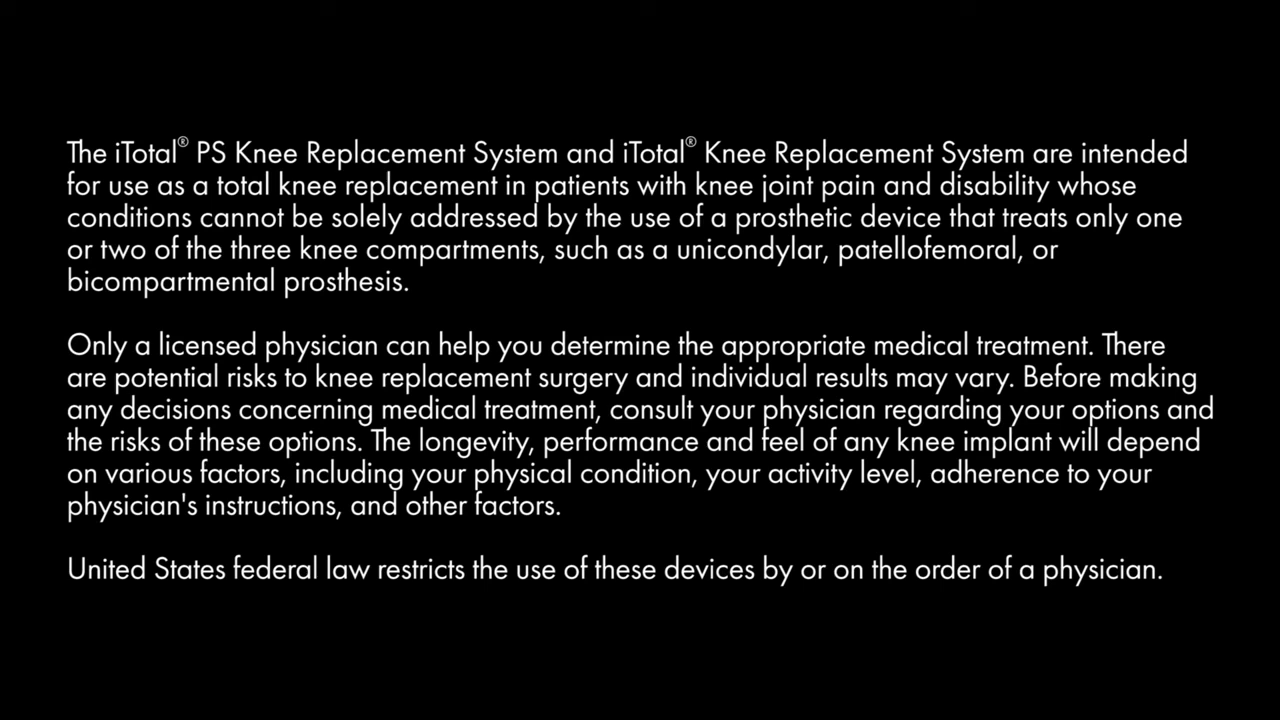 The iTotal® PS Knee Replacement System and iTotal® Knee Replacement System are intended
for use as a total knee replacement in patients with knee joint pain and disability whose
conditions cannot be solely addressed by the use of a prosthetic device that treats only one
or two of the three knee compartments, such as a unicondylar, patellofemoral, or
bicompartmental prosthesis.
Only a licensed physician can help you determine the appropriate medical treatment. There
are potential risks to knee replacement surgery and individual results may vary. Before making
any decisions concerning medical treatment, consult your physician regarding your options and
the risks of these options. The longevity, performance and feel of any knee implant will depend
on various factors, including your physical condition, your activity level, adherence to your
physician's instructions, and other factors.
United States federal law restricts the use of these devices by or on the order of a physician.